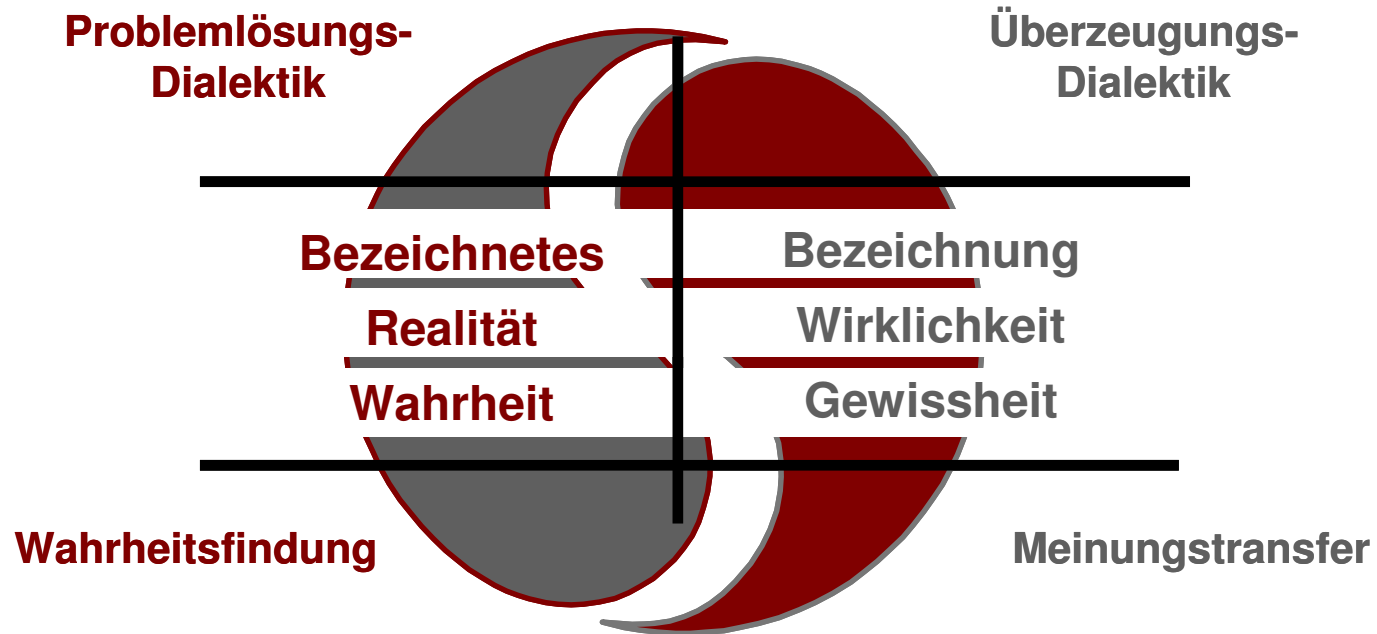 Problemlösungs-
Dialektik
Überzeugungs-
Dialektik
Bezeichnetes
Bezeichnung
Realität
Wirklichkeit
Wahrheit
Gewissheit
Wahrheitsfindung
Meinungstransfer